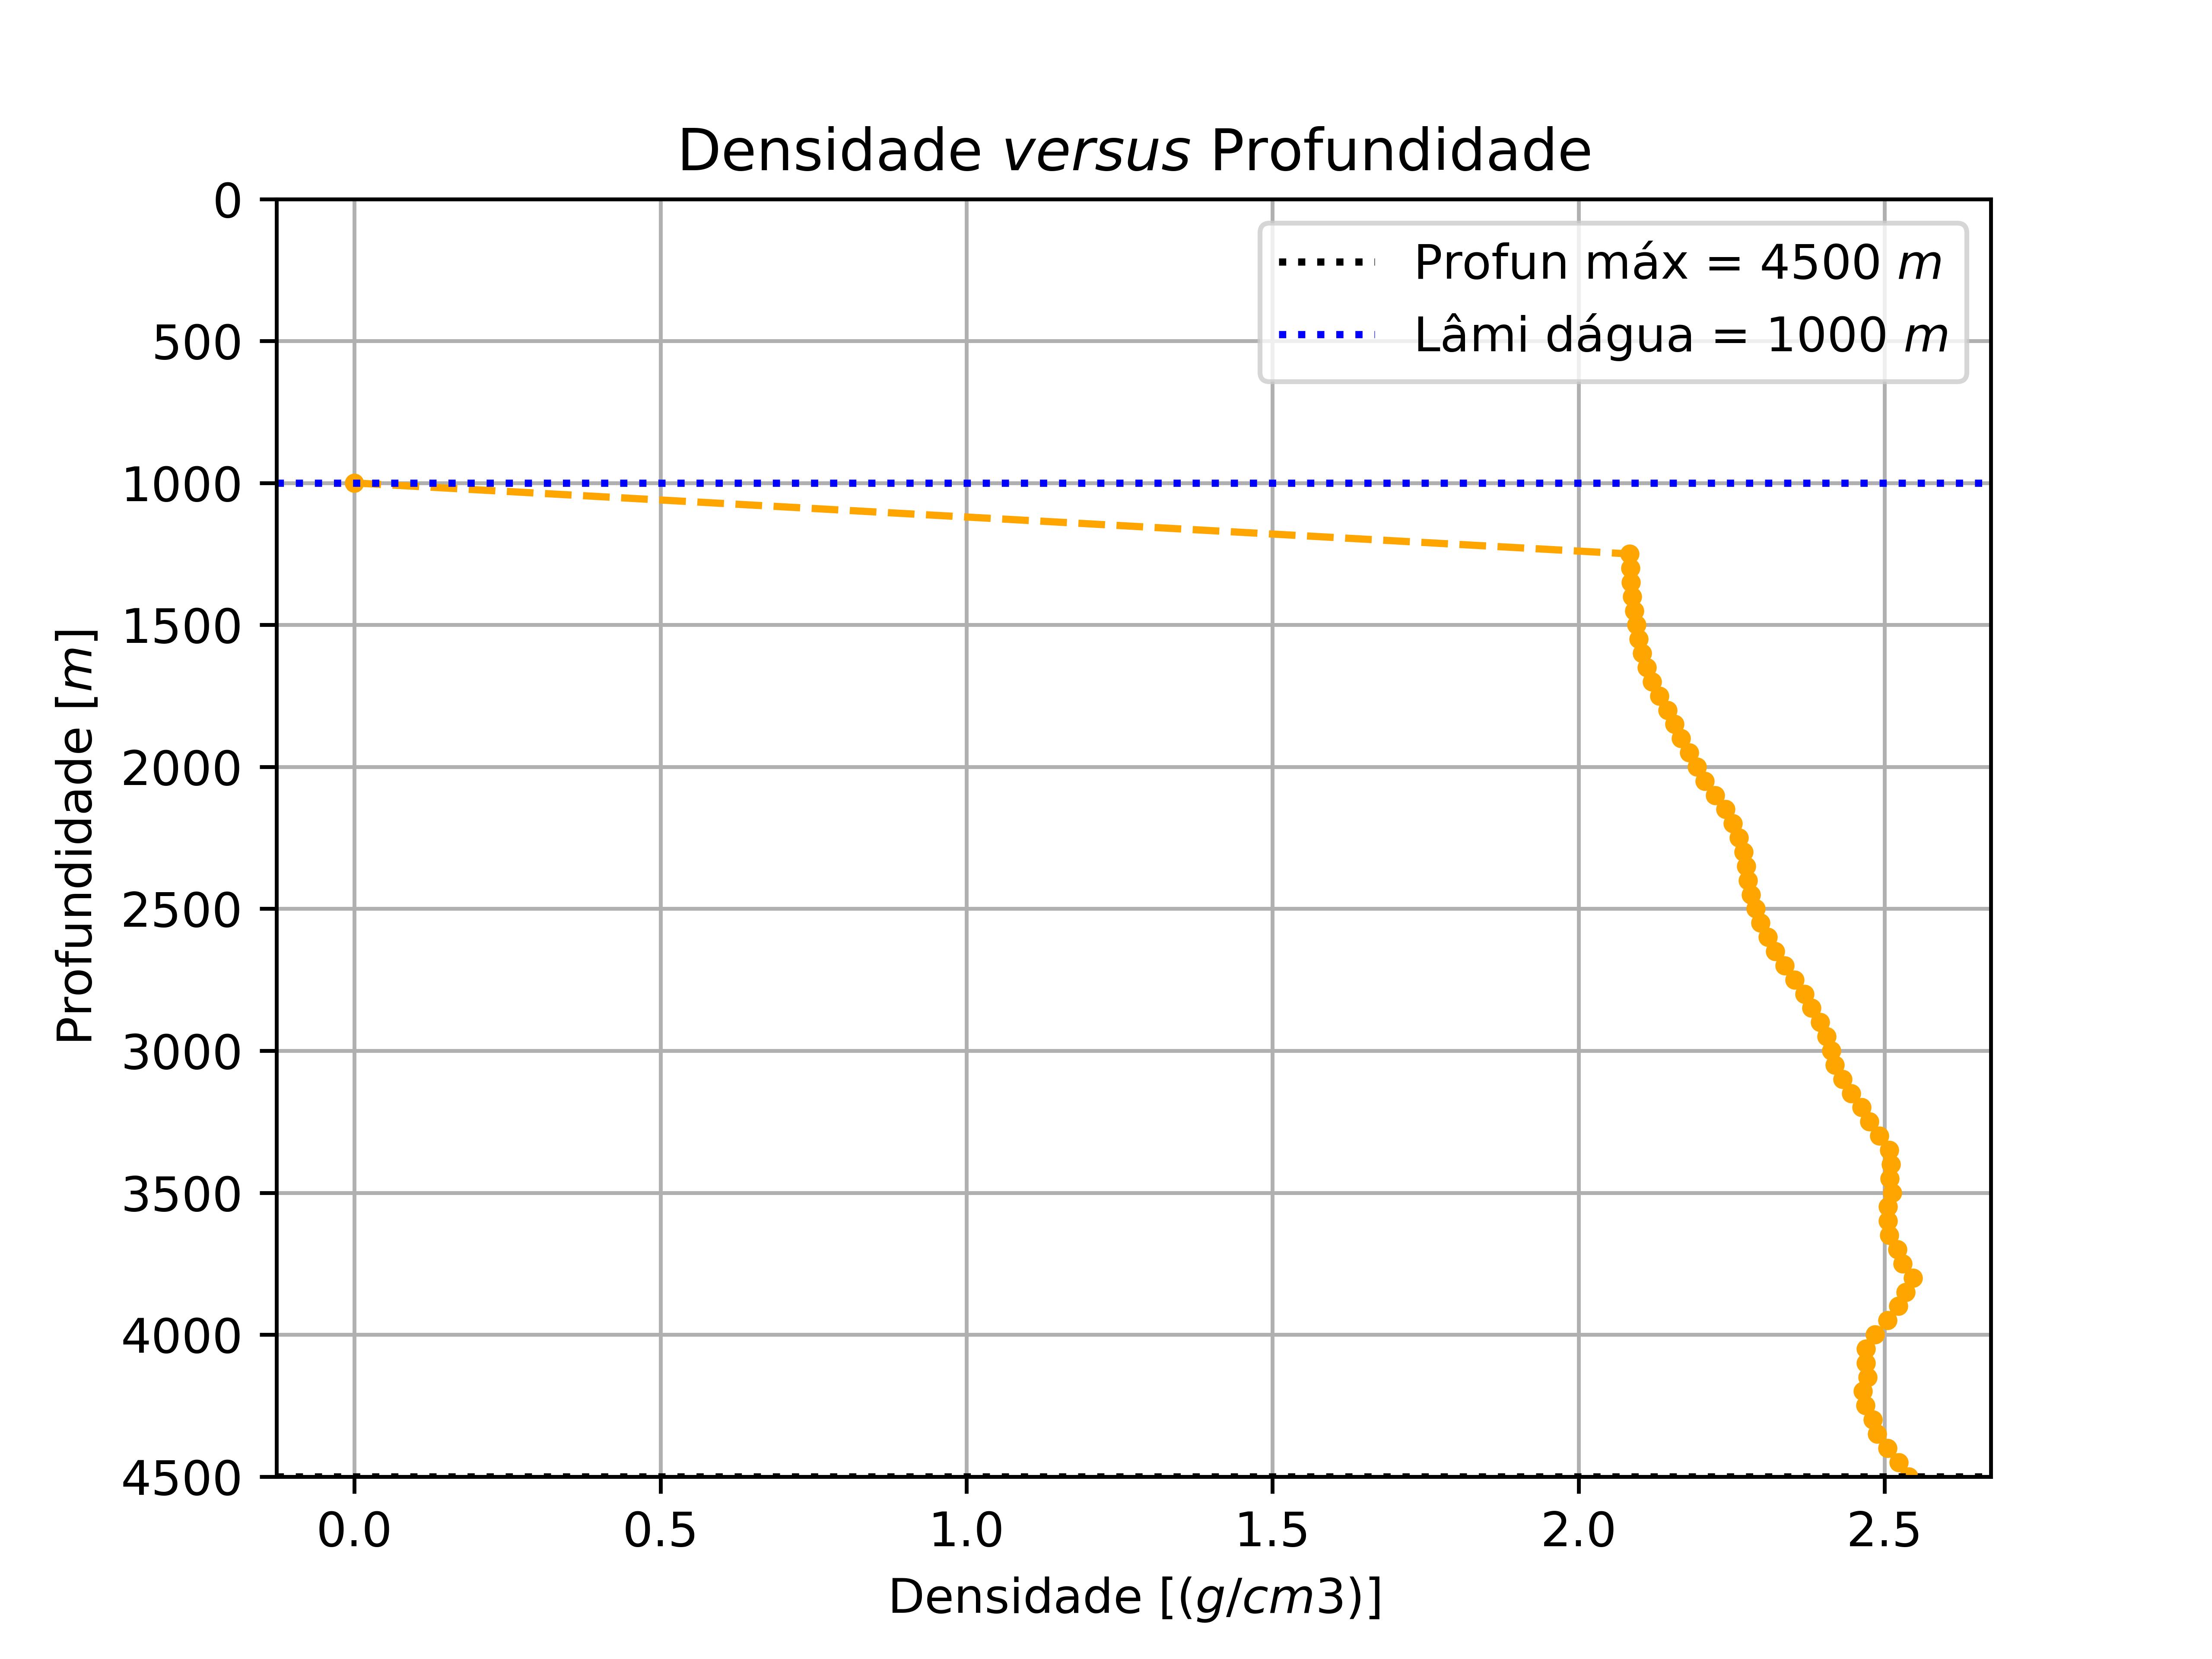 Densidade versus Profundidade
Profun máx = 4500 m
Lâmi dágua = 1000 m
0
500
1000
1500
2000
2500
3000
3500
4000
4500
Profundidade [m]
0.0 0.5 1.0 1.5 2.0 2.5
Densidade [(g/cm3)]